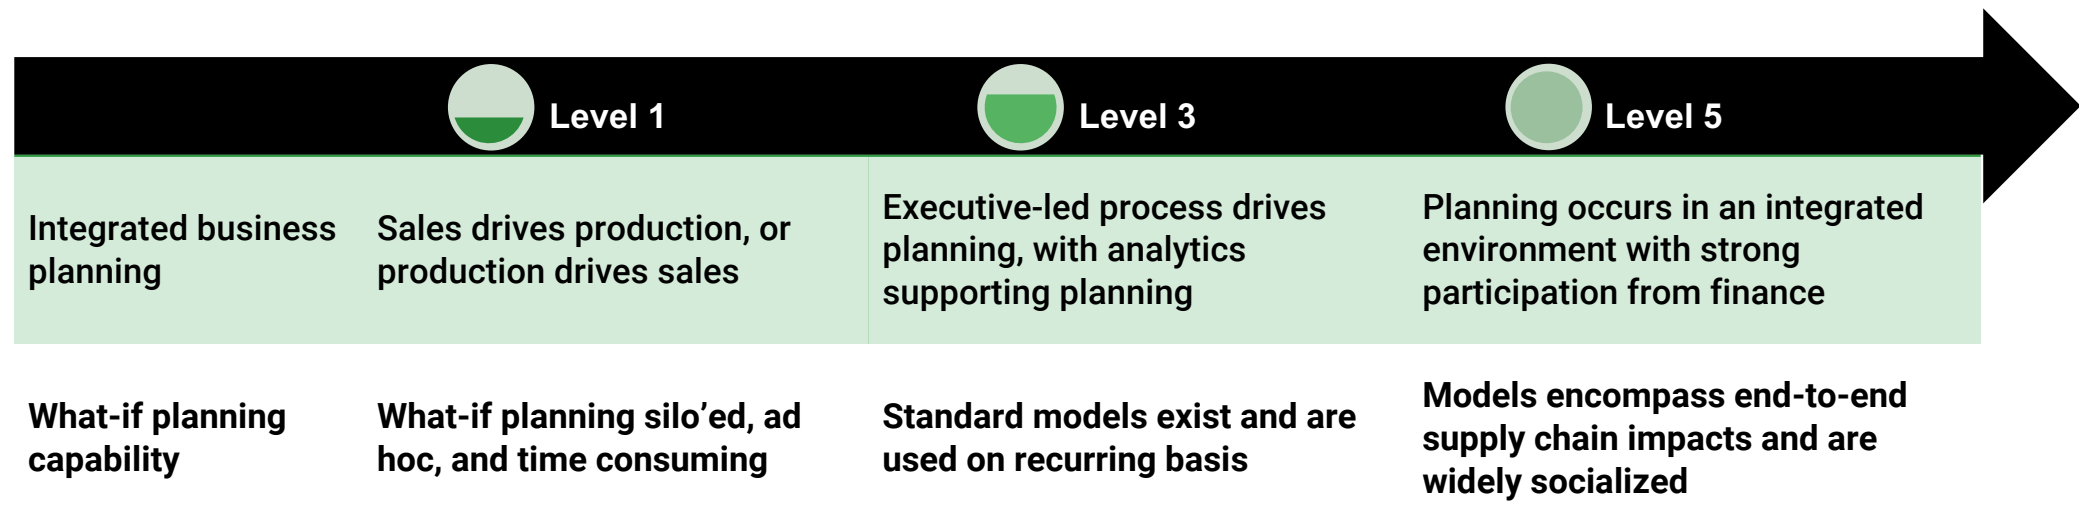 Level 1
Level 3
Level 5
Integrated business
planning
Sales drives production, or
production drives sales
Executive-led process drives
planning, with analytics
supporting planning
Planning occurs in an integrated
environment with strong
participation from finance
What-if planning
capability
What-if planning silo’ed, ad
hoc, and time consuming
Standard models exist and are
used on recurring basis
Models encompass end-to-end
supply chain impacts and are
widely socialized